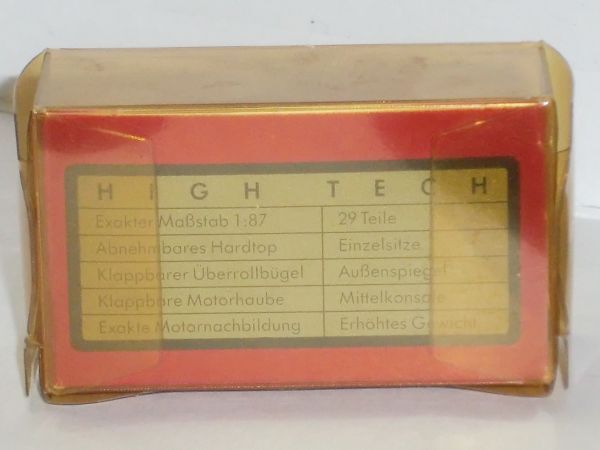 HIGH TECH
Exakter Maßstab 1:87 29 Teile
Abnehmbares Hardtop Einzelsitze
Klappbarer Überrollbügel Außenspiegel
Klappbare Motorhaube Mittelkonsole
Exakte Motornachbildung Erhöhtes Gewicht